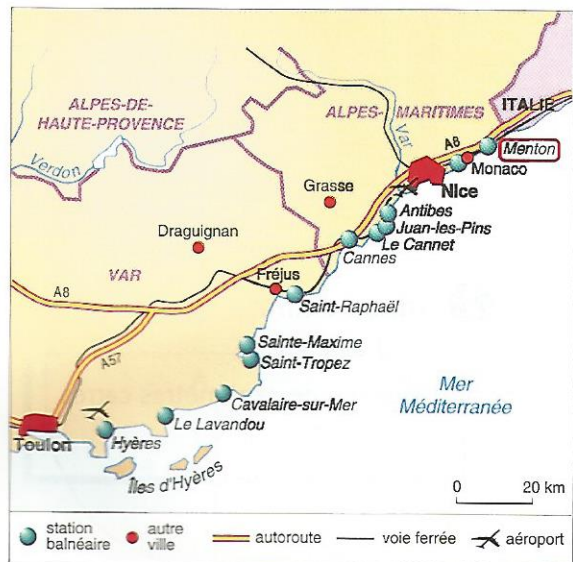 ALPES-DE-
HAUTE-PROVENCE
ALPES-
MARITIMES
ITALIE
Verdon
Var
A8
Menton
Monaco
Nice
Grasse
Antibes
Juan-les-Pins
Le Cannet
Cannes
Draguignan
VAR
Fréjus
Saint-Raphaël
A8
A57
Sainte-Maxime
Saint-Tropez
Mer
Méditerranée
Cavalaire-sur-Mer
Le Lavandou
Toulon
Hyères
Îles d'Hyères
0 20 km
station
balnéaire
autre
ville
autoroute
voie ferrée
aéroport